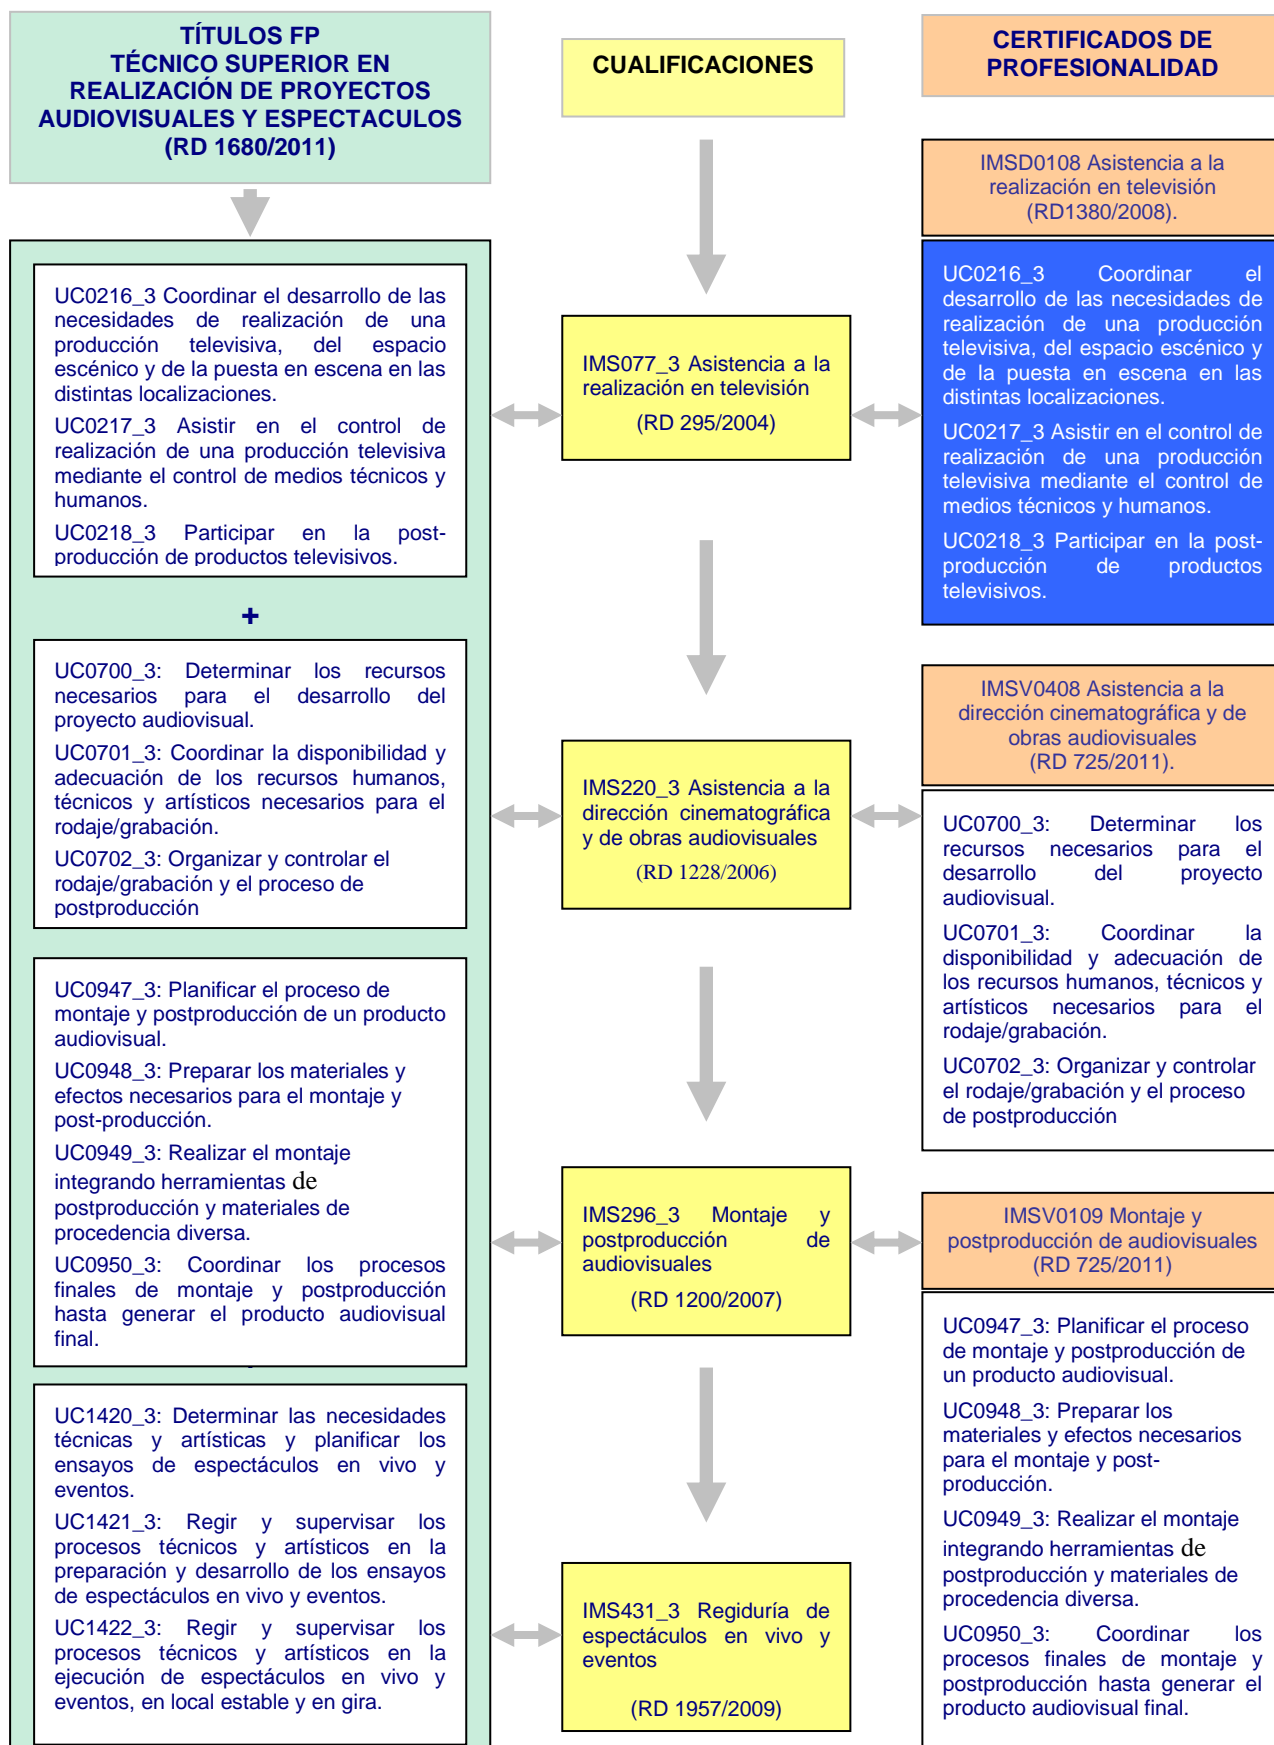 TÍTULOS FP
TÉCNICO SUPERIOR EN
REALIZACIÓN DE PROYECTOS
AUDIOVISUALES Y ESPECTACULOS
(RD 1680/2011)
UC0216_3 Coordinar el desarrollo de las
necesidades de realización de una
producción televisiva, del espacio
escénico y de la puesta en escena en las
distintas localizaciones.
UC0217_3 Asistir en el control de
realización de una producción televisiva
mediante el control de medios técnicos y
humanos.
UC0218_3 Participar en la post-
producción de productos televisivos.
+
UC0700_3: Determinar los recursos
necesarios para el desarrollo del
proyecto audiovisual.
UC0701_3: Coordinar la disponibilidad y
adecuación de los recursos humanos,
técnicos y artísticos necesarios para el
rodaje/grabación.
UC0702_3: Organizar y controlar el
rodaje/grabación y el proceso de
postproducción
UC0947_3: Planificar el proceso de
montaje y postproducción de un producto
audiovisual.
UC0948_3: Preparar los materiales y
efectos necesarios para el montaje y
post-producción.
UC0949_3: Realizar el montaje
integrando herramientas de
postproducción y materiales de
procedencia diversa.
UC0950_3: Coordinar los procesos
finales de montaje y postproducción
hasta generar el producto audiovisual
final.
UC1420_3: Determinar las necesidades
técnicas y artísticas y planificar los
ensayos de espectáculos en vivo y
eventos.
UC1421_3: Regir y supervisar los
procesos técnicos y artísticos en la
preparación y desarrollo de los ensayos
de espectáculos en vivo y eventos.
UC1422_3: Regir y supervisar los
procesos técnicos y artísticos en la
ejecución de espectáculos en vivo y
eventos, en local estable y en gira.
CUALIFICACIONES
IMS077_3 Asistencia a la
realización en televisión
(RD 295/2004)
IMS220_3 Asistencia a la
dirección cinematográfica
y de obras audiovisuales
(RD 1228/2006)
IMS296_3 Montaje y
postproducción de
audiovisuales
(RD 1200/2007)
IMS431_3 Regiduría de
espectáculos en vivo y
eventos
(RD 1957/2009)
CERTIFICADOS DE
PROFESIONALIDAD
IMSD0108 Asistencia a la
realización en televisión
(RD1380/2008).
UC0216_3 Coordinar el
desarrollo de las necesidades de
realización de una producción
televisiva, del espacio escénico y
de la puesta en escena en las
distintas localizaciones.
UC0217_3 Asistir en el control de
realización de una producción
televisiva mediante el control de
medios técnicos y humanos.
UC0218_3 Participar en la post-
producción de productos
televisivos.
IMSV0408 Asistencia a la
dirección cinematográfica y de
obras audiovisuales
(RD 725/2011).
UC0700_3: Determinar los
recursos necesarios para el
desarrollo del proyecto
audiovisual.
UC0701_3: Coordinar la
disponibilidad y adecuación de
los recursos humanos, técnicos y
artísticos necesarios para el
rodaje/grabación.
UC0702_3: Organizar y controlar
el rodaje/grabación y el proceso
de postproducción
IMSV0109 Montaje y
postproducción de audiovisuales
(RD 725/2011)
UC0947_3: Planificar el proceso
de montaje y postproducción de
un producto audiovisual.
UC0948_3: Preparar los
materiales y efectos necesarios
para el montaje y post-
producción.
UC0949_3: Realizar el montaje
integrando herramientas de
postproducción y materiales de
procedencia diversa.
UC0950_3: Coordinar los
procesos finales de montaje y
postproducción hasta generar el
producto audiovisual final.